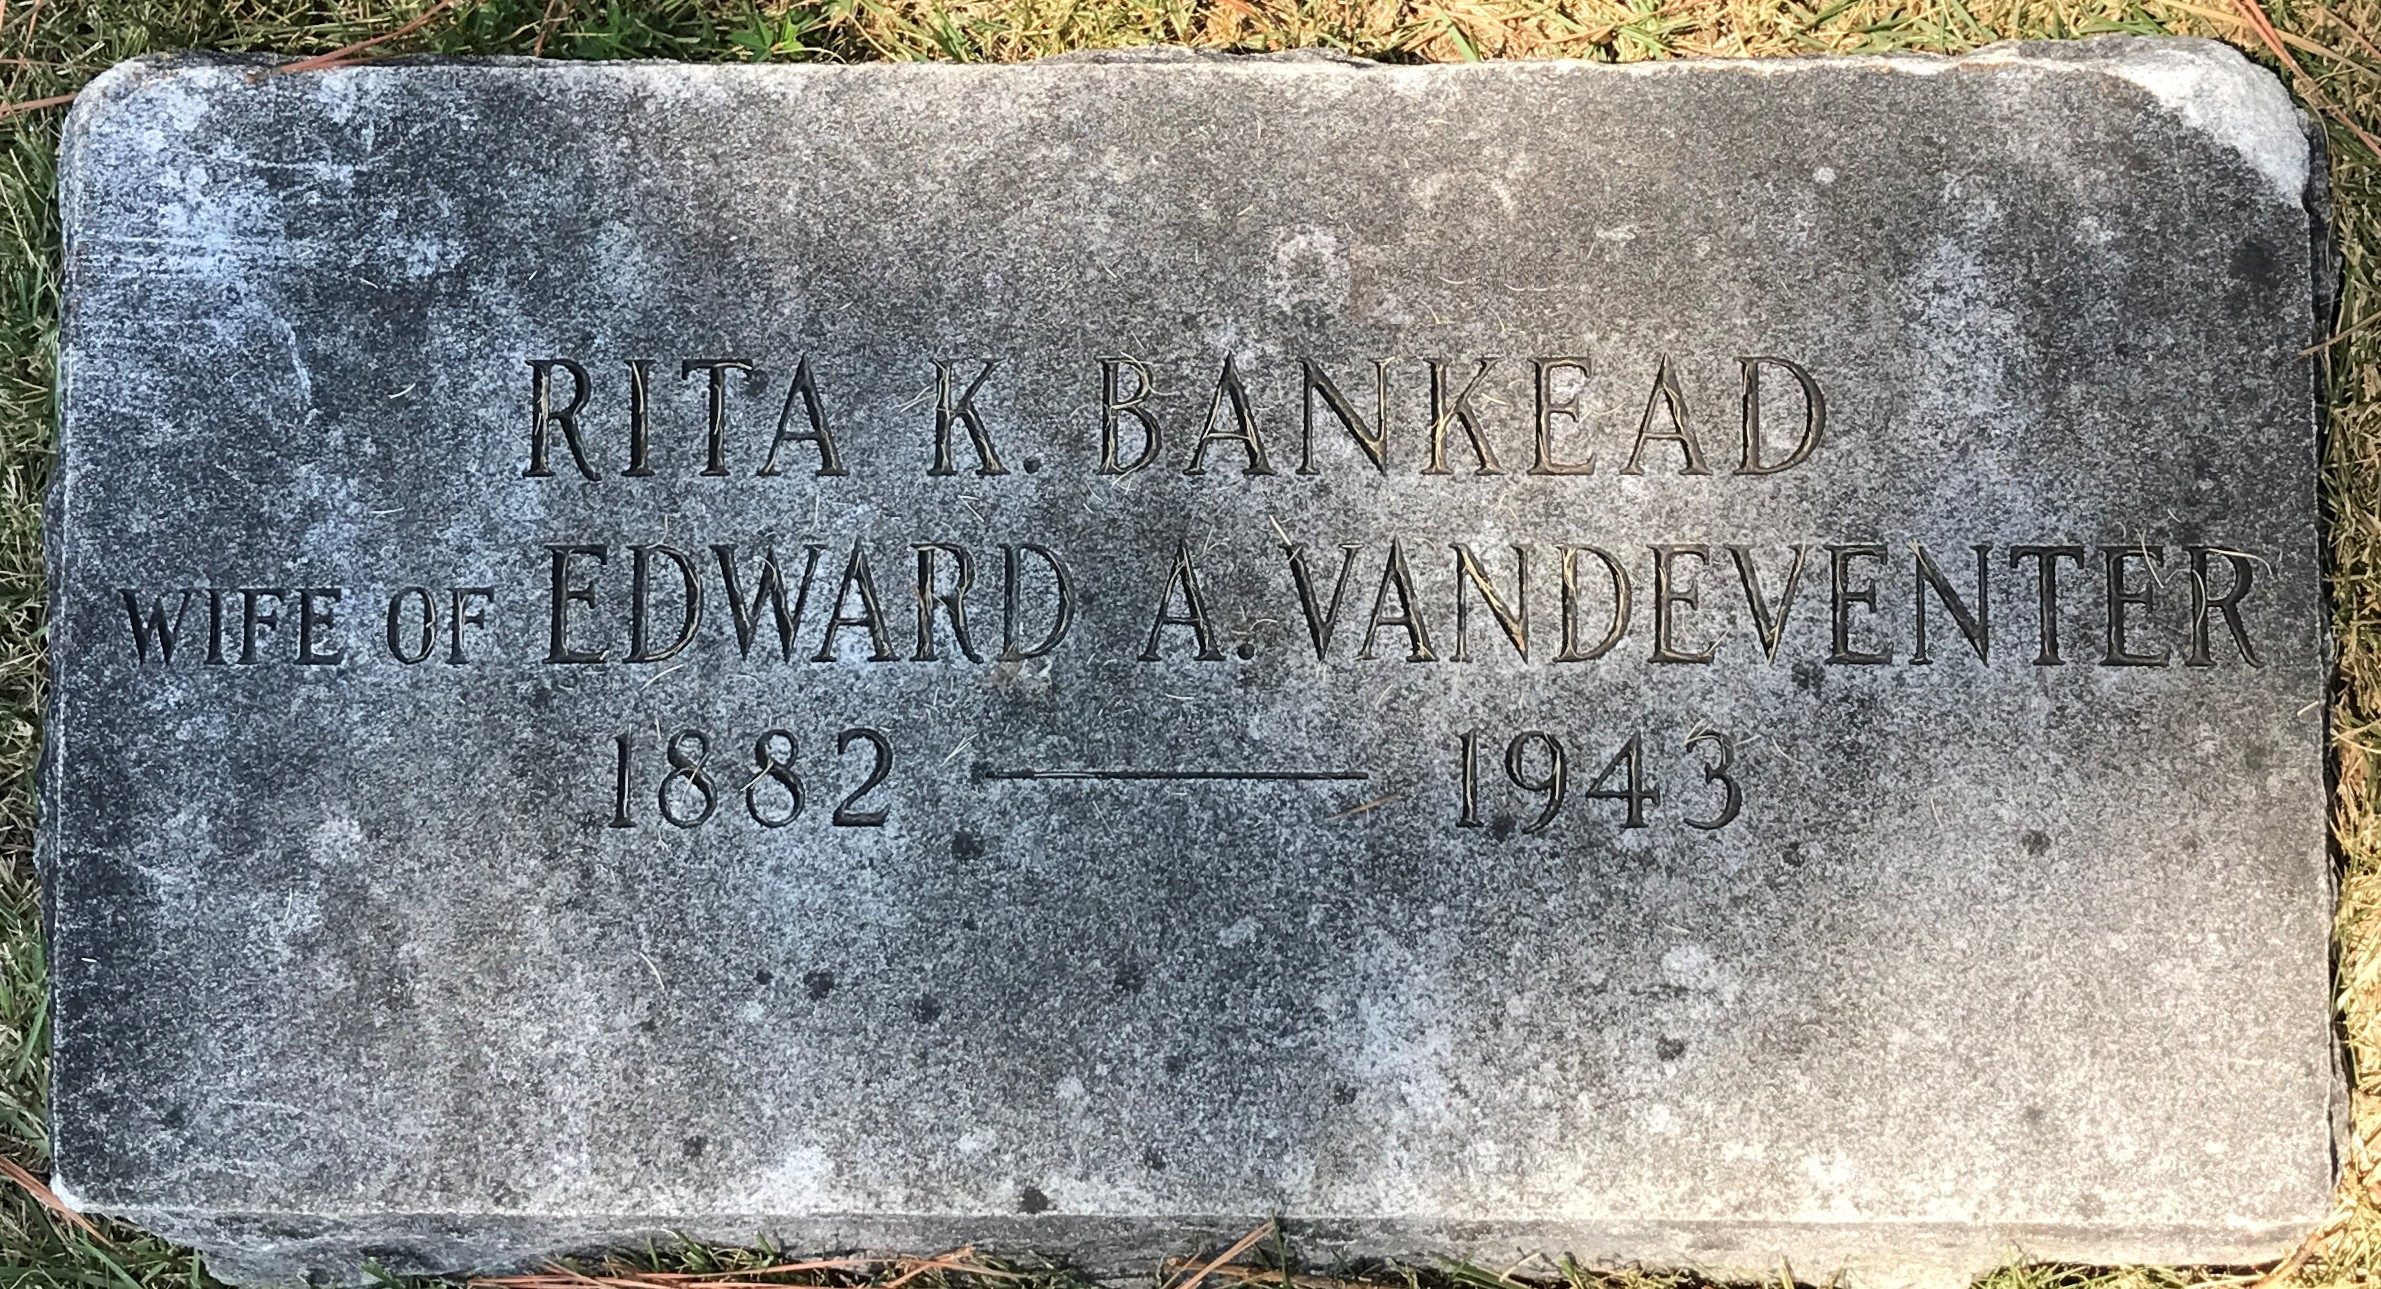 RITA K. BANKEAD
WIFE OF EDWARD A. VANDEVENTER
1882 — 1943